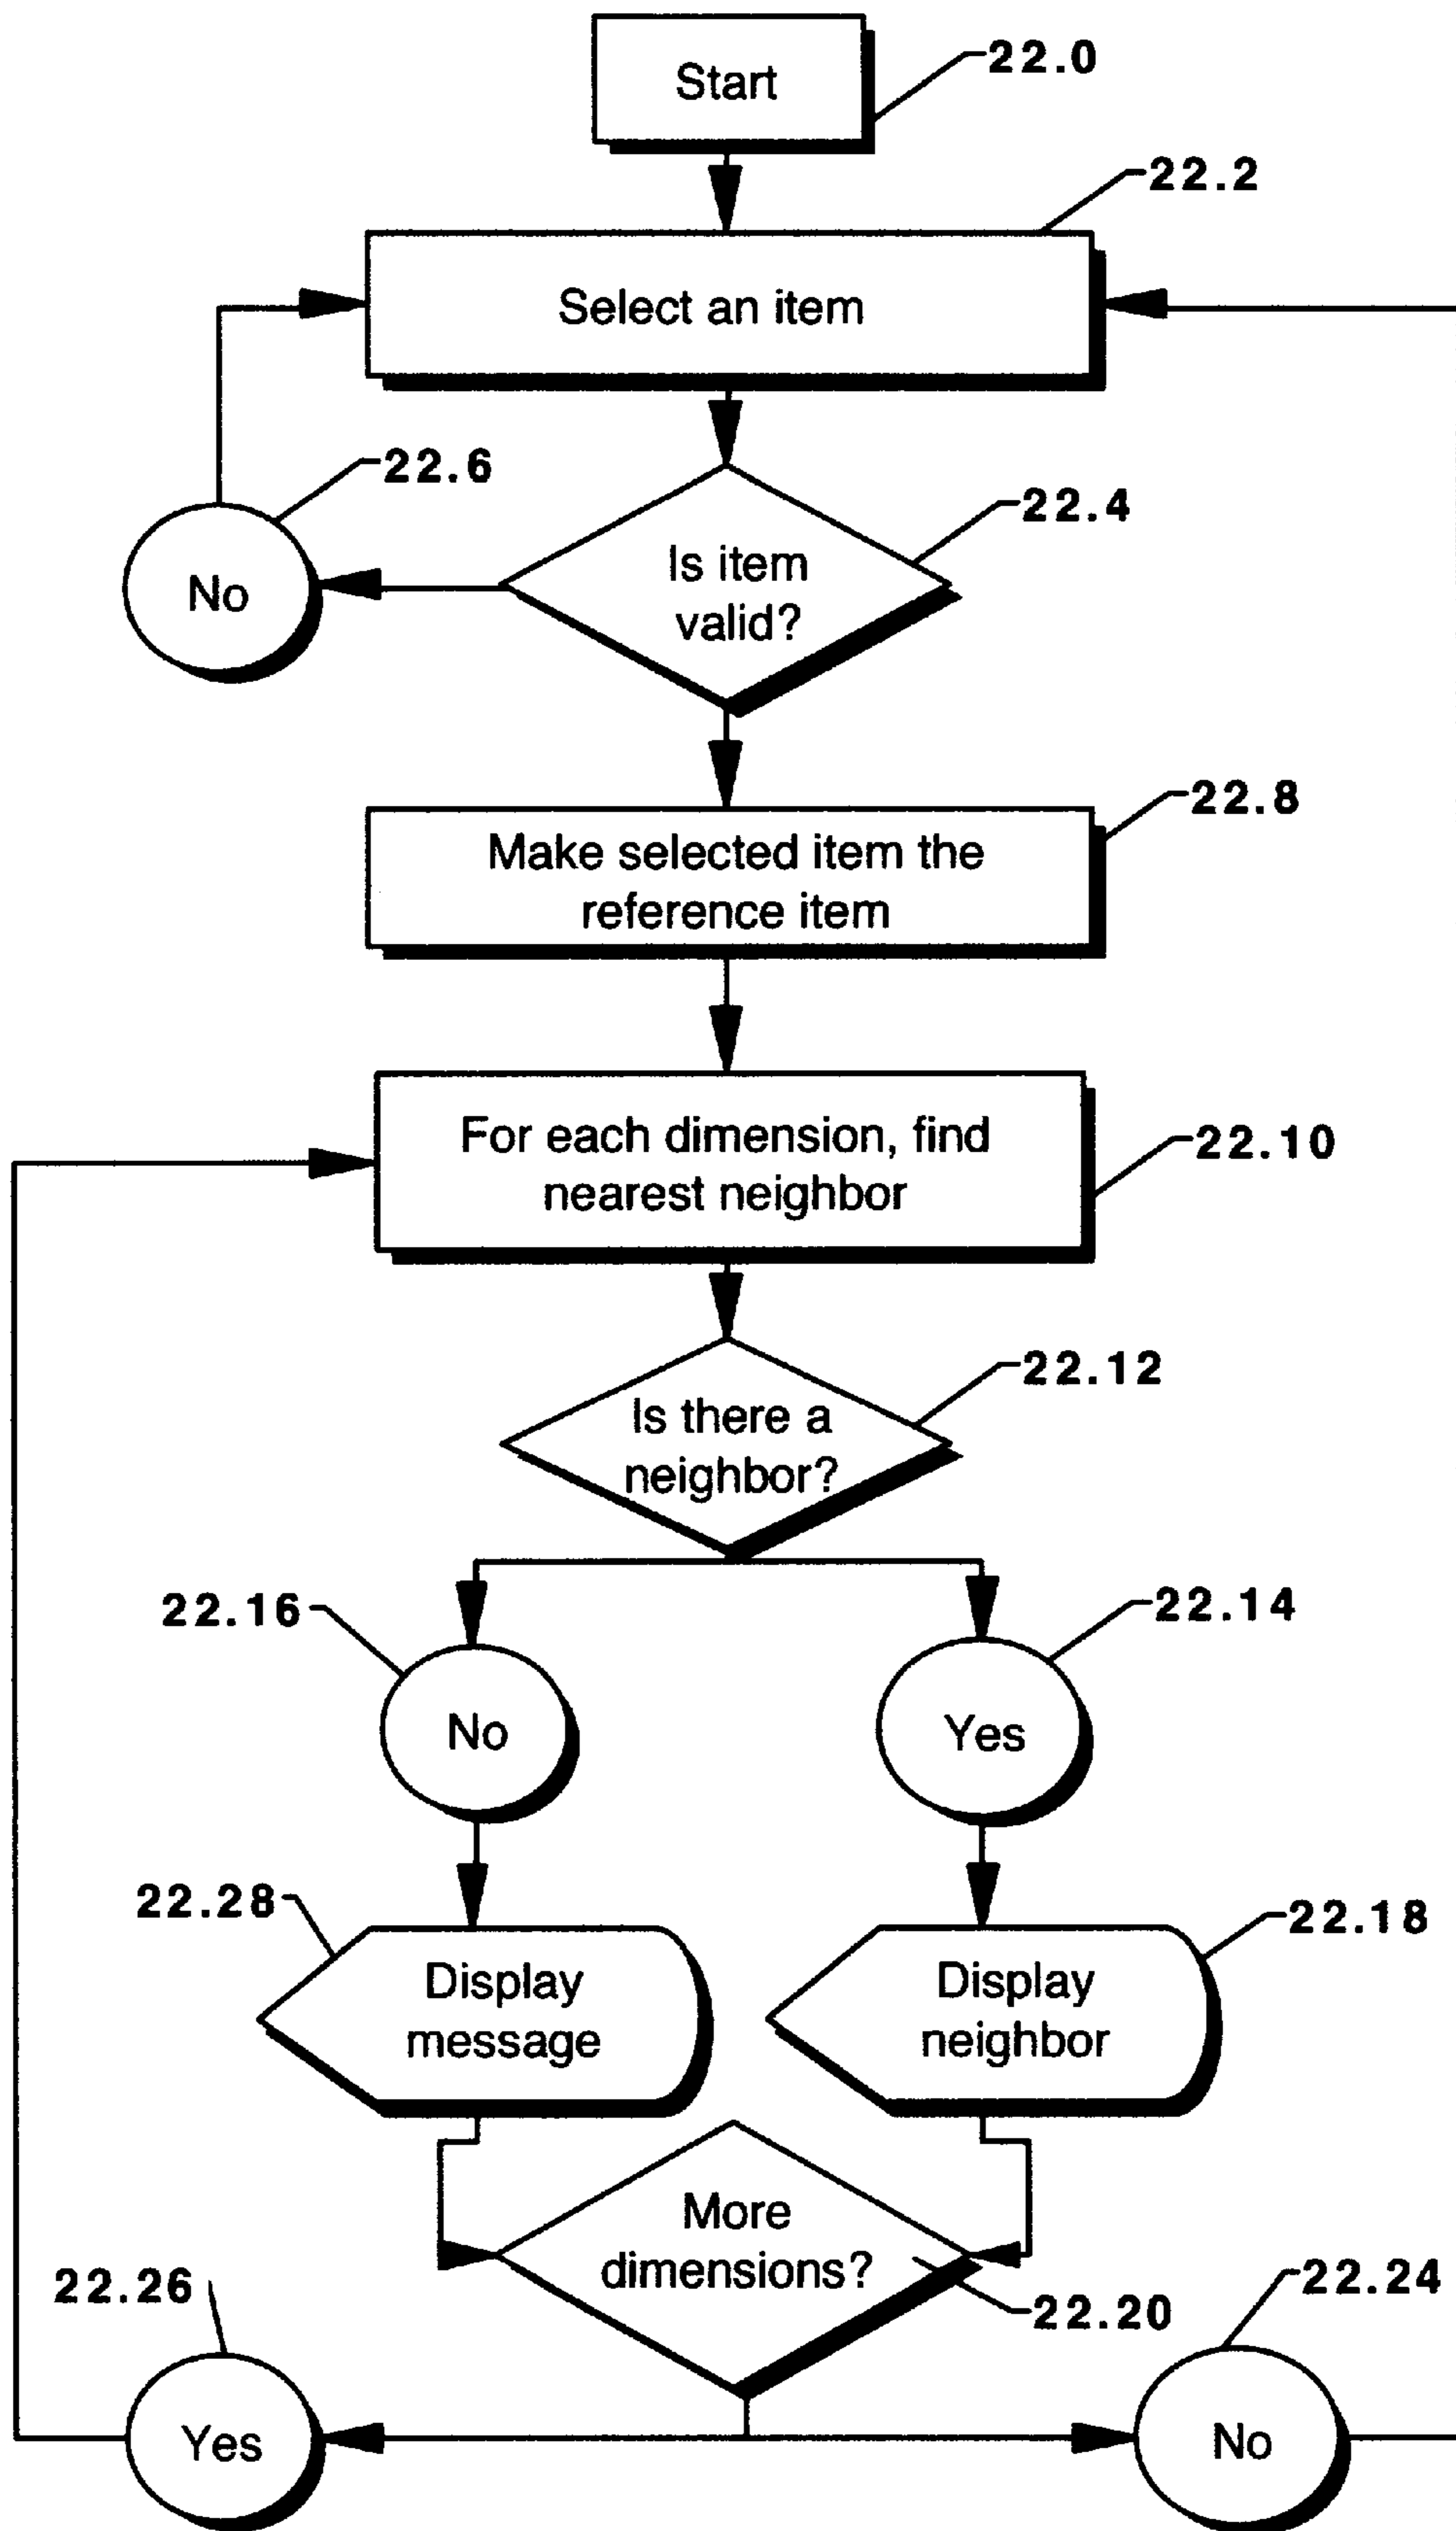 Start
22.0
22.2
Select an item
22.6
22.4
No
Is item
valid?
22.8
Make selected item the
reference item
For each dimension, find
nearest neighbor
22.10
22.12
Is there a
neighbor?
22.16
22.14
No
Yes
22.28
22.18
Display
message
Display
neighbor
More
dimensions?
22.26
22.20
22.24
Yes
No